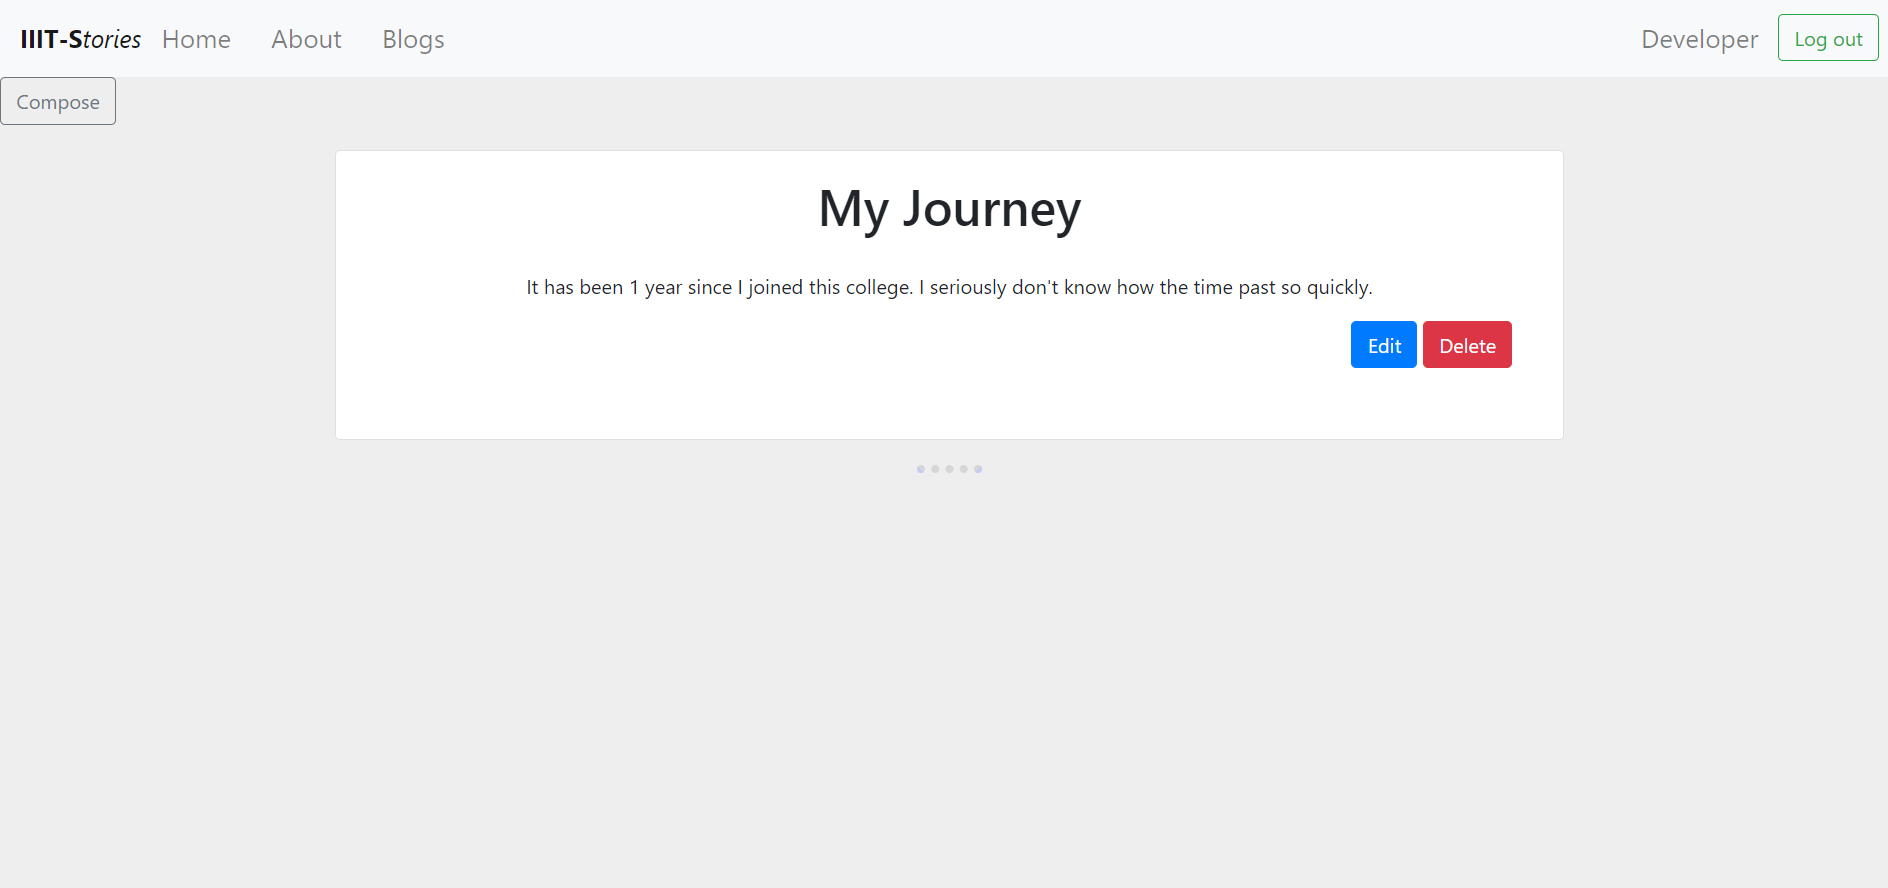 IIIT-Stories Home About Blogs Developer Log out
Compose
My Journey
It has been 1 year since I joined this college. I seriously don't know how the time past so quickly.
Edit Delete